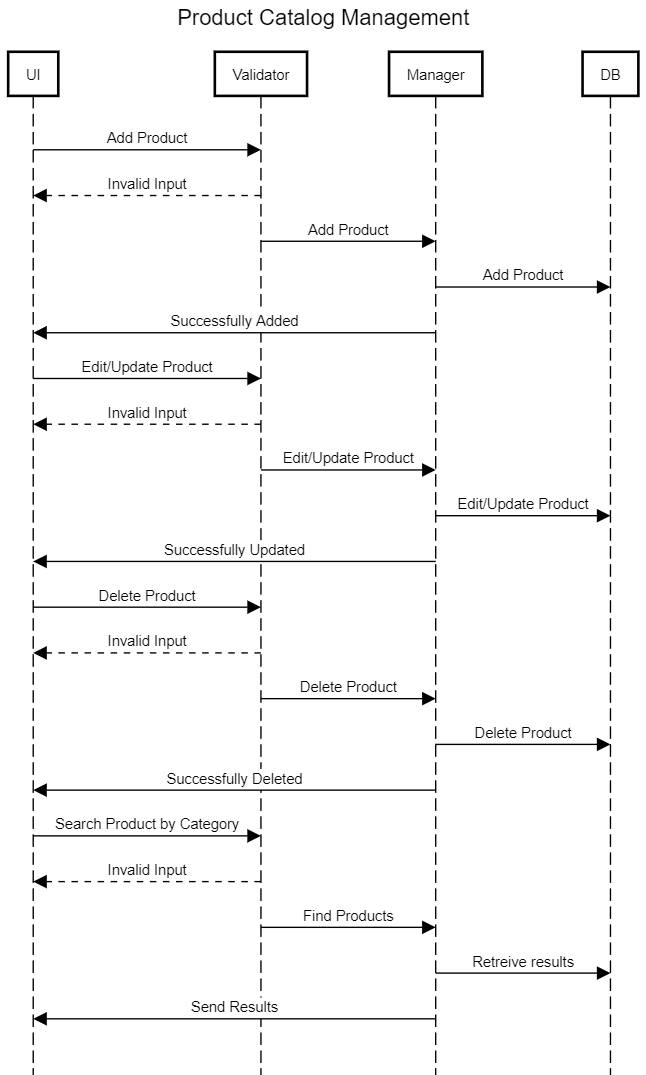 Product Catalog Management
UI
Validator
Manager
DB
Add Product
Invalid Input
Add Product
Add Product
Successfully Added
Edit/Update Product
Invalid Input
Edit/Update Product
Edit/Update Product
Successfully Updated
Delete Product
Invalid Input
Delete Product
Delete Product
Successfully Deleted
Search Product by Category
Invalid Input
Find Products
Retreive results
Send Results